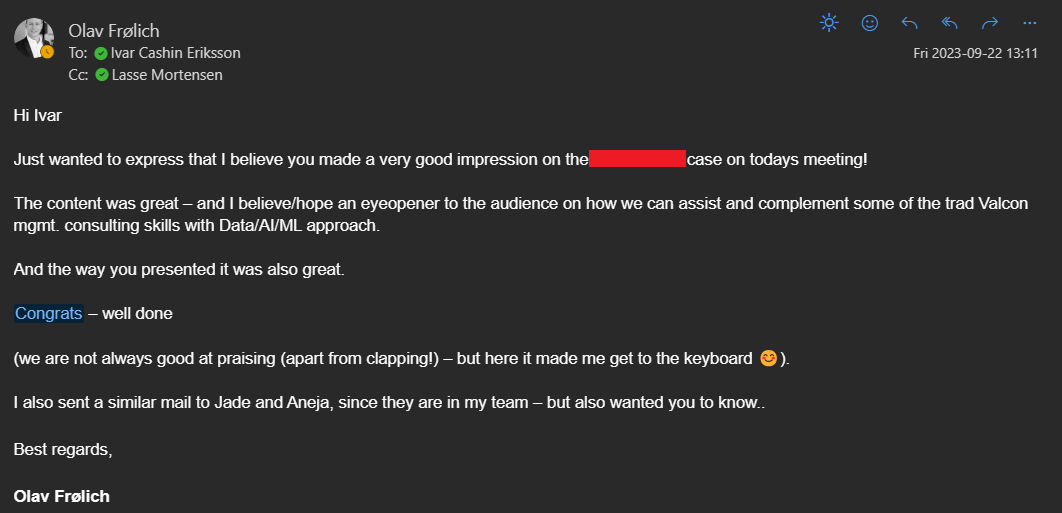 Olav Frølich
To: Ivar Cashin Eriksson
Cc: Lasse Mortensen
Fri 2023-09-22 13:11
Hi Ivar
Just wanted to express that I believe you made a very good impression on the case on todays meeting!
The content was great – and I believe/hope an eyeopener to the audience on how we can assist and complement some of the trad Valcon
mgmt. consulting skills with Data/AI/ML approach.
And the way you presented it was also great.
Congrats – well done
(we are not always good at praising (apart from clapping!) – but here it made me get to the keyboard 😊).
I also sent a similar mail to Jade and Aneja, since they are in my team – but also wanted you to know..
Best regards,
Olav Frølich